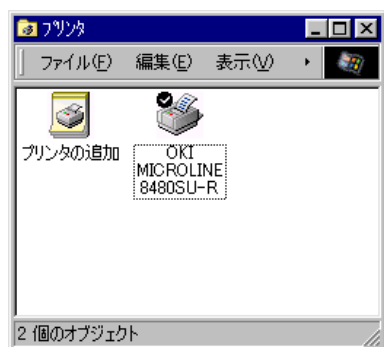 プリンタ
ファイル(F) 編集(E) 表示(V)
プリンタの追加
OKI
MICROLINE
8480SU-R
2 個のオブジェクト